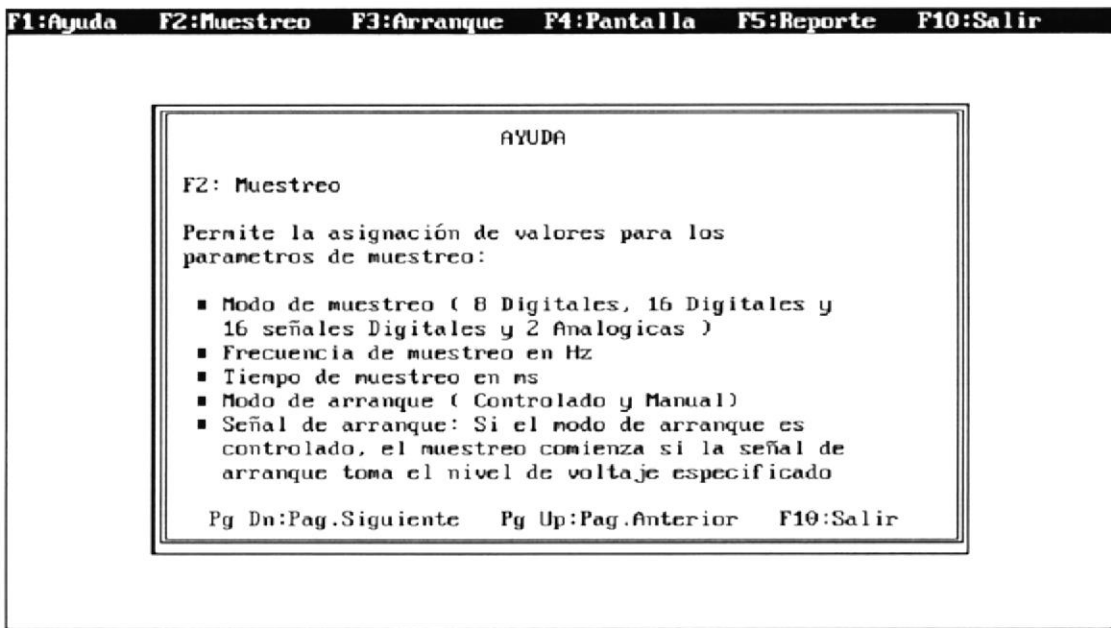 F1:Ayuda F2:Muestreo F3:Arranque F4:Pantalla F5:Reporte F10:Salir
AYUDA
F2: Muestreo
Permite la asignación de valores para los
parametros de muestreo:
■ Modo de muestreo ( 8 Digitales, 16 Digitales y
16 señales Digitales y 2 Analogicas )
■ Frecuencia de muestreo en Hz
■ Tiempo de muestreo en ms
■ Modo de arranque ( Controlado y Manual)
■ Señal de arranque: Si el modo de arranque es
controlado, el muestreo comienza si la señal de
arranque toma el nivel de voltaje especificado
Pg Dn:Pag.Siguiente Pg Up:Pag.Anterior F10:Salir